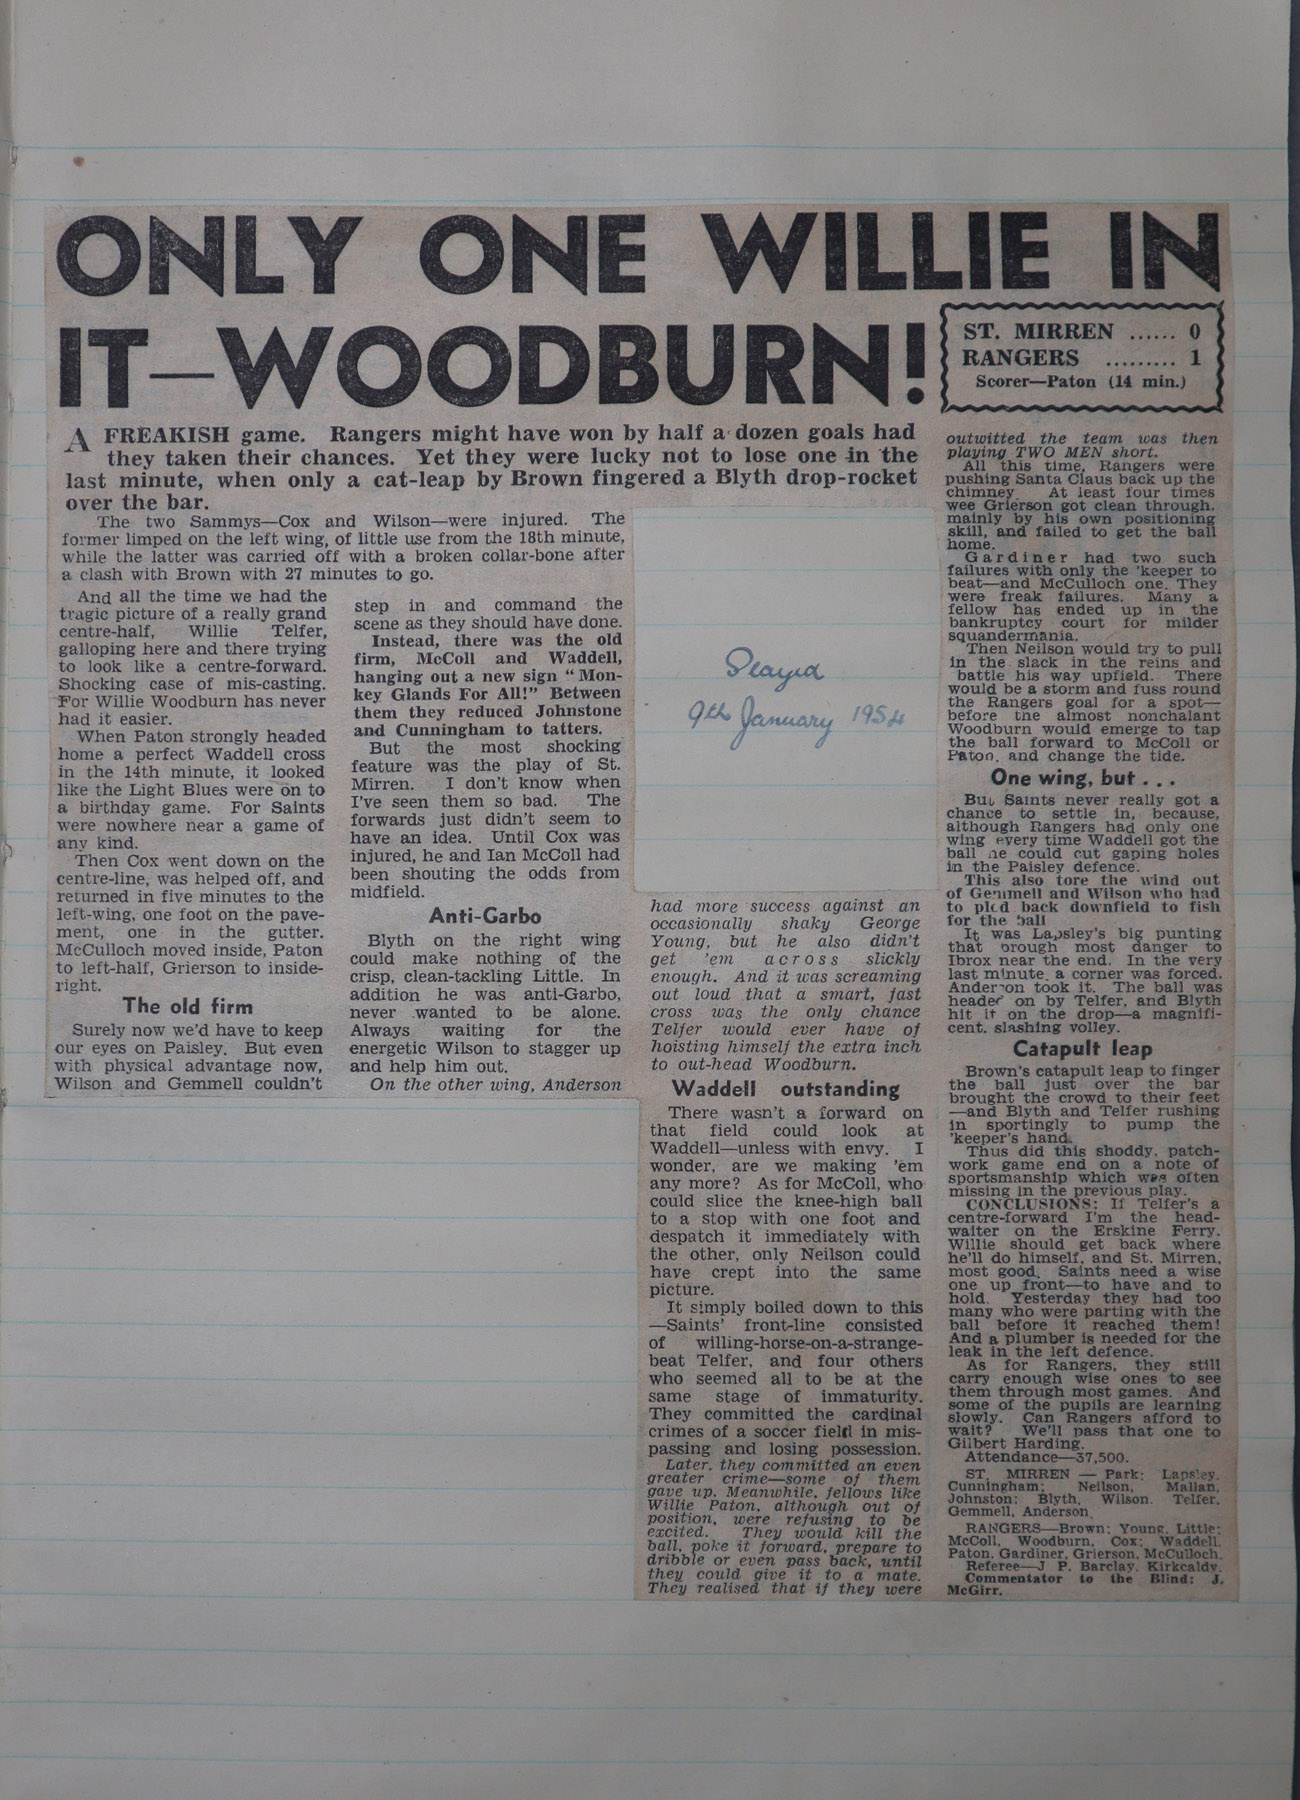 ONLY ONE WILLIE IN
IT—WOODBURN!
ST. MIRREN ...... 0
RANGERS ......... 1
Scorer—Paton (14 min.)
A FREAKISH game. Rangers might have won by half a dozen goals had
they taken their chances. Yet they were lucky not to lose one in the
last minute, when only a cat-leap by Brown fingered a Blyth drop-rocket
over the bar.
The two Sammys—Cox and Wilson—were injured. The
former limped on the left wing, of little use from the 18th minute,
while the latter was carried off with a broken collar-bone after
a clash with Brown with 27 minutes to go.
And all the time we had the
tragic picture of a really grand
centre-half, Willie Telfer,
galloping here and there trying
to look like a centre-forward.
Shocking case of mis-casting.
For Willie Woodburn has never
had it easier.
When Paton strongly headed
home a perfect Waddell cross
in the 14th minute, it looked
like the Light Blues were on to
a birthday game. For Saints
were nowhere near a game of
any kind.
Then Cox went down on the
centre-line, was helped off, and
returned in five minutes to the
left-wing, one foot on the pave-
ment, one in the gutter.
McCulloch moved inside, Paton
to left-half, Grierson to inside-
right.
The old firm
Surely now we'd have to keep
our eyes on Paisley. But even
with physical advantage now,
Wilson and Gemmell couldn't
step in and command the
scene as they should have done.
Instead, there was the old
firm, McColl and Waddell,
hanging out a new sign "Mon-
key Glands For All!" Between
them they reduced Johnstone
and Cunningham to tatters.
But the most shocking
feature was the play of St.
Mirren. I don't know when
I've seen them so bad. The
forwards just didn't seem to
have an idea. Until Cox was
injured, he and Ian McColl had
been shouting the odds from
midfield.
Anti-Garbo
Blyth on the right wing
could make nothing of the
crisp, clean-tackling Little. In
addition he was anti-Garbo,
never wanted to be alone.
Always waiting for the
energetic Wilson to stagger up
and help him out.
On the other wing, Anderson
Played
9th January 1954
had more success against an
occasionally shaky George
Young, but he also didn't
get 'em across slickly
enough. And it was screaming
out loud that a smart, fast
cross was the only chance
Telfer would ever have of
hoisting himself the extra inch
to out-head Woodburn.
Waddell outstanding
There wasn't a forward on
that field could look at
Waddell—unless with envy. I
wonder, are we making 'em
any more? As for McColl, who
could slice the knee-high ball
to a stop with one foot and
despatch it immediately with
the other, only Neilson could
have crept into the same
picture.
It simply boiled down to this
—Saints' front-line consisted
of willing-horse-on-a-strange-
beat Telfer, and four others
who seemed all to be at the
same stage of immaturity.
They committed the cardinal
crimes of a soccer field in mis-
passing and losing possession.
Later, they committed an even
greater crime—some of them
gave up. Meanwhile, fellows like
Willie Paton, although out of
position, were refusing to be
excited. They would kill the
ball, poke it forward, prepare to
dribble or even pass back, until
they could give it to a mate.
They realised that if they were
outwitted the team was then
playing TWO MEN short.
All this time, Rangers were
pushing Santa Claus back up the
chimney. At least four times
wee Grierson got clean through,
mainly by his own positioning
skill, and failed to get the ball
home.
Gardiner had two such
failures with only the 'keeper to
beat—and McCulloch one. They
were freak failures. Many a
fellow has ended up in the
bankruptcy court for milder
squandermania.
Then Neilson would try to pull
in the slack in the reins and
battle his way upfield. There
would be a storm and fuss round
the Rangers goal for a spot—
before the almost nonchalant
Woodburn would emerge to tap
the ball forward to McColl or
Paton, and change the tide.
One wing, but . . .
But Saints never really got a
chance to settle in, because,
although Rangers had only one
wing every time Waddell got the
ball he could cut gaping holes
in the Paisley defence.
This also tore the wind out
of Gemmell and Wilson who had
to plod back downfield to fish
for the ball
It was Lapsley's big punting
that brough most danger to
Ibrox near the end. In the very
last minute, a corner was forced.
Anderson took it. The ball was
header on by Telfer, and Blyth
hit it on the drop—a magnifi-
cent, slashing volley.
Catapult leap
Brown's catapult leap to finger
the ball just over the bar
brought the crowd to their feet
—and Blyth and Telfer rushing
in sportingly to pump the
'keeper's hand.
Thus did this shoddy, patch-
work game end on a note of
sportsmanship which was often
missing in the previous play.
CONCLUSIONS: If Telfer's a
centre-forward I'm the head-
waiter on the Erskine Ferry.
Willie should get back where
he'll do himself, and St. Mirren,
most good. Saints need a wise
one up front—to have and to
hold. Yesterday they had too
many who were parting with the
ball before it reached them!
And a plumber is needed for the
leak in the left defence.
As for Rangers, they still
carry enough wise ones to see
them through most games. And
some of the pupils are learning
slowly. Can Rangers afford to
wait? We'll pass that one to
Gilbert Harding.
Attendance—37,500.
ST. MIRREN — Park; Lapsley,
Cunningham; Neilson, Mallan,
Johnston; Blyth, Wilson, Telfer,
Gemmell, Anderson.
RANGERS—Brown; Young, Little;
McColl, Woodburn, Cox; Waddell,
Paton, Gardiner, Grierson, McCulloch.
Referee—J P. Barclay, Kirkcaldy.
Commentator to the Blind: J.
McGirr.